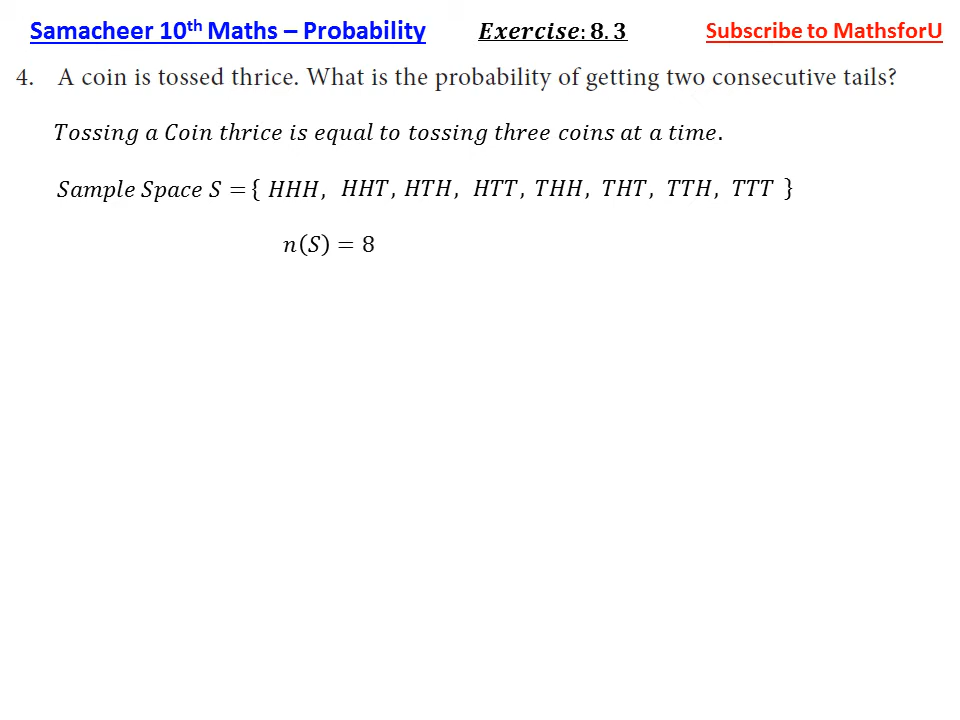 Samacheer 10th Maths – Probability Exercise: 8.3 Subscribe to MathsforU
4. A coin is tossed thrice. What is the probability of getting two consecutive tails?
Tossing a Coin thrice is equal to tossing three coins at a time.
Sample Space S = { HHH, HHT, HTH, HTT, THH, THT, TTH, TTT }
n(S) = 8